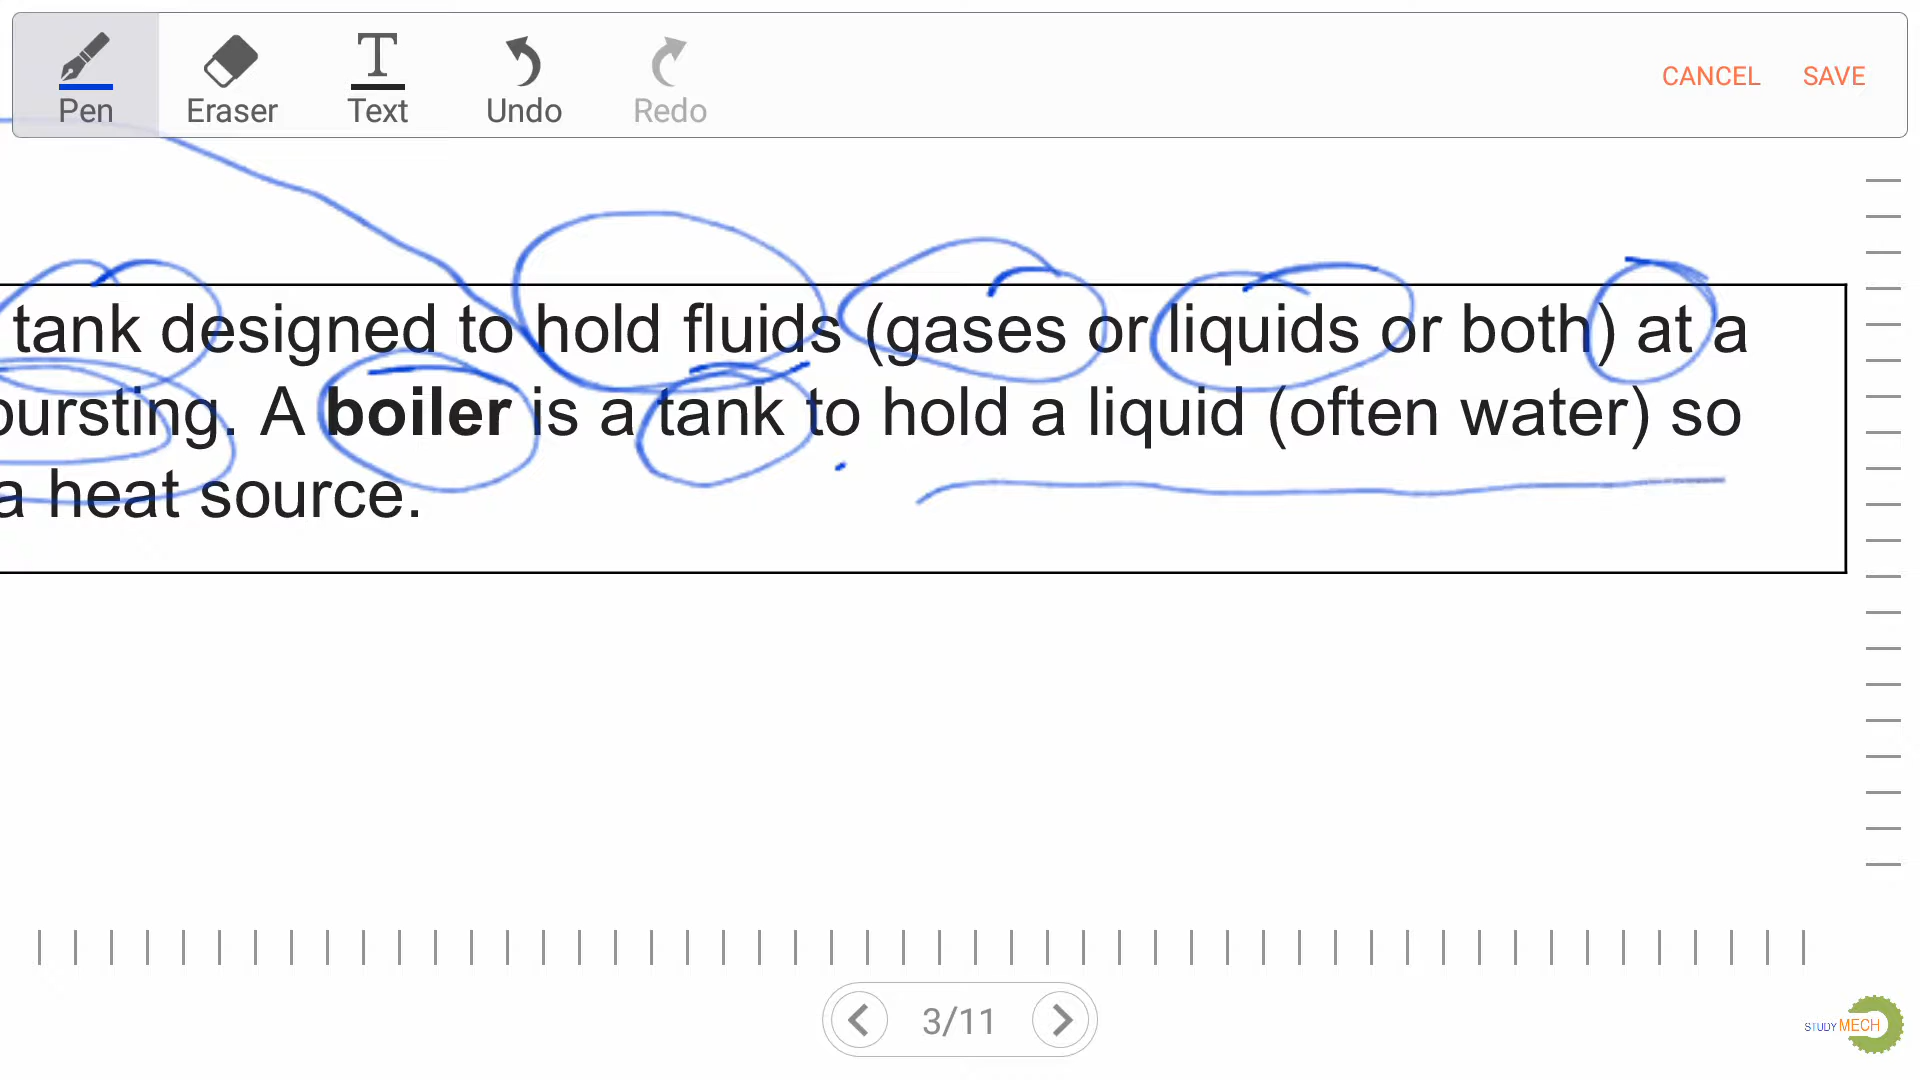 Pen
Eraser
Text
Undo
Redo
CANCEL
SAVE
tank designed to hold fluids (gases or liquids or both) at a
bursting. A boiler is a tank to hold a liquid (often water) so
a heat source.
3/11
STUDY MECH